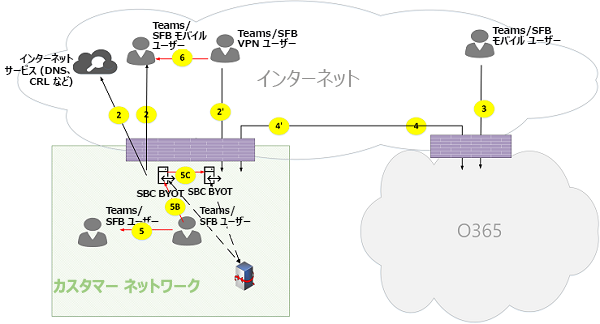 Teams/
SFB モバイル
ユーザー
Teams/SFB
VPN ユーザー
Teams/SFB
モバイル ユーザー
インターネット
サービス (DNS、
CRL など)
6
インターネット
2
2
2'
3
4'
4
5C
SBC BYOT
SBC BYOT
5B
Teams/
SFB ユーザー
Teams/
SFB ユーザー
5
O365
カスタマー ネットワーク